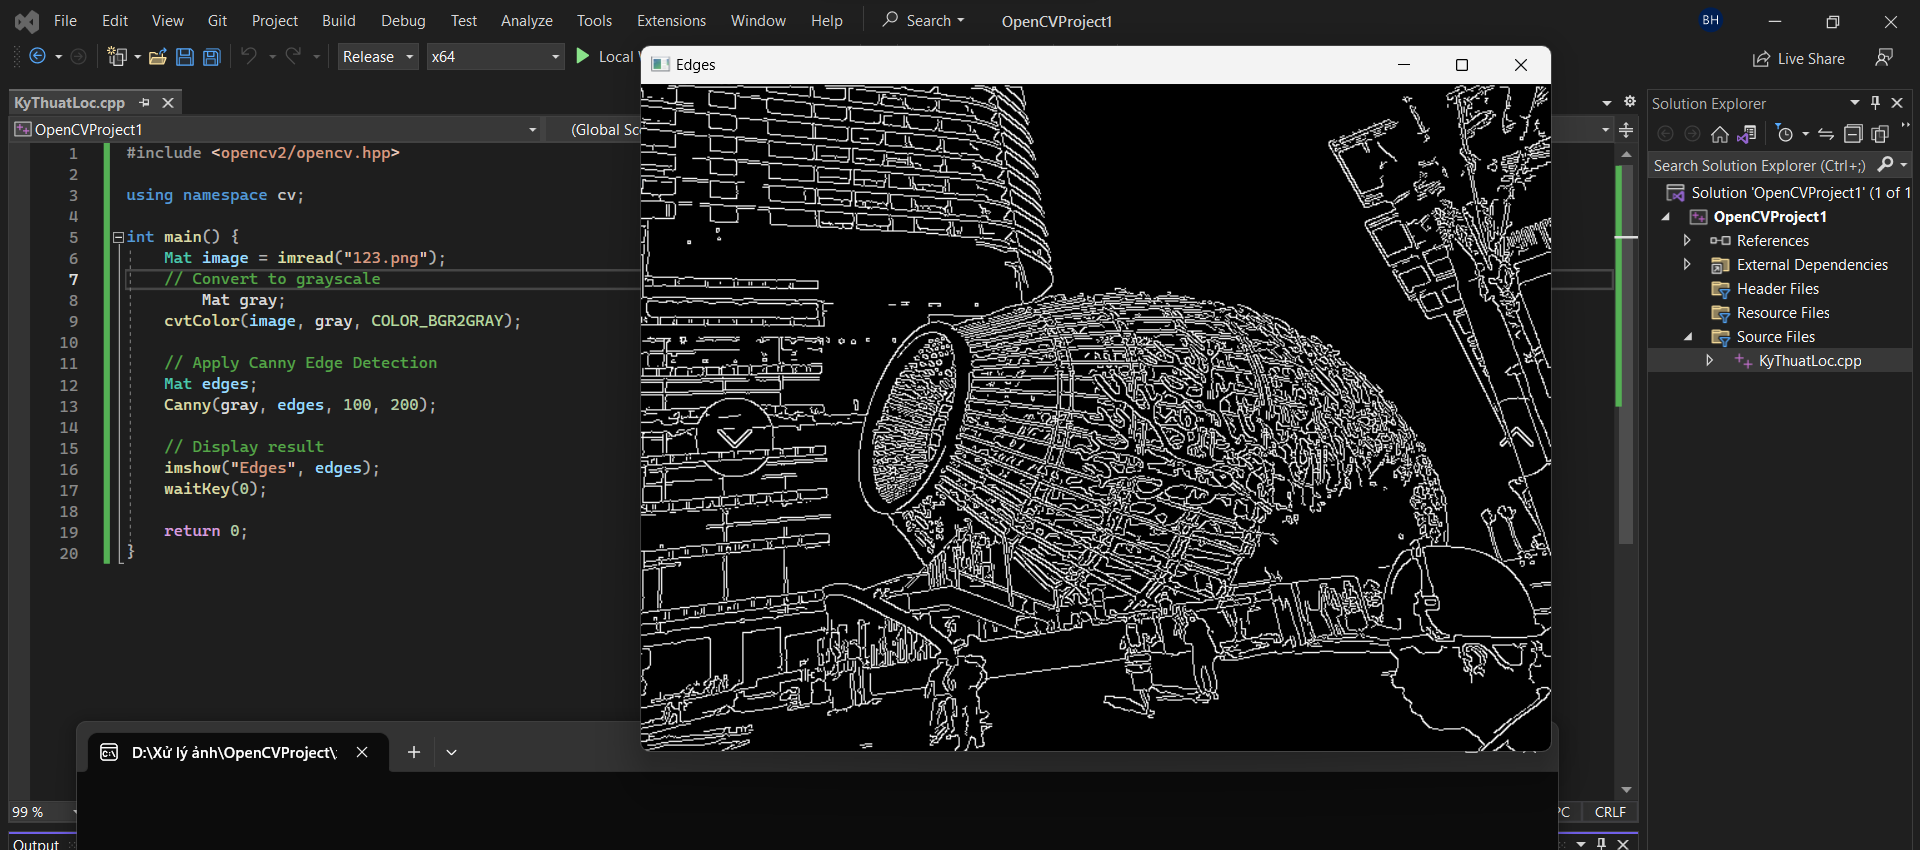 File Edit View Git Project Build Debug Test Analyze Tools Extensions Window Help Search OpenCVProject1 BH
Release x64 Local Live Share
Edges
KyThuatLoc.cpp
OpenCVProject1 (Global
1 #include <opencv2/opencv.hpp>
2
3 using namespace cv;
4
5 int main() {
6 Mat image = imread("123.png");
7 // Convert to grayscale
8 Mat gray;
9 cvtColor(image, gray, COLOR_BGR2GRAY);
10
11 // Apply Canny Edge Detection
12 Mat edges;
13 Canny(gray, edges, 100, 200);
14
15 // Display result
16 imshow("Edges", edges);
17 waitKey(0);
18
19 return 0;
20 }
Solution Explorer
Search Solution Explorer (Ctrl+;)
Solution 'OpenCVProject1' (1 of 1
OpenCVProject1
References
External Dependencies
Header Files
Resource Files
Source Files
KyThuatLoc.cpp
D:\Xử lý ảnh\OpenCVProject\
99 % CRLF
Output